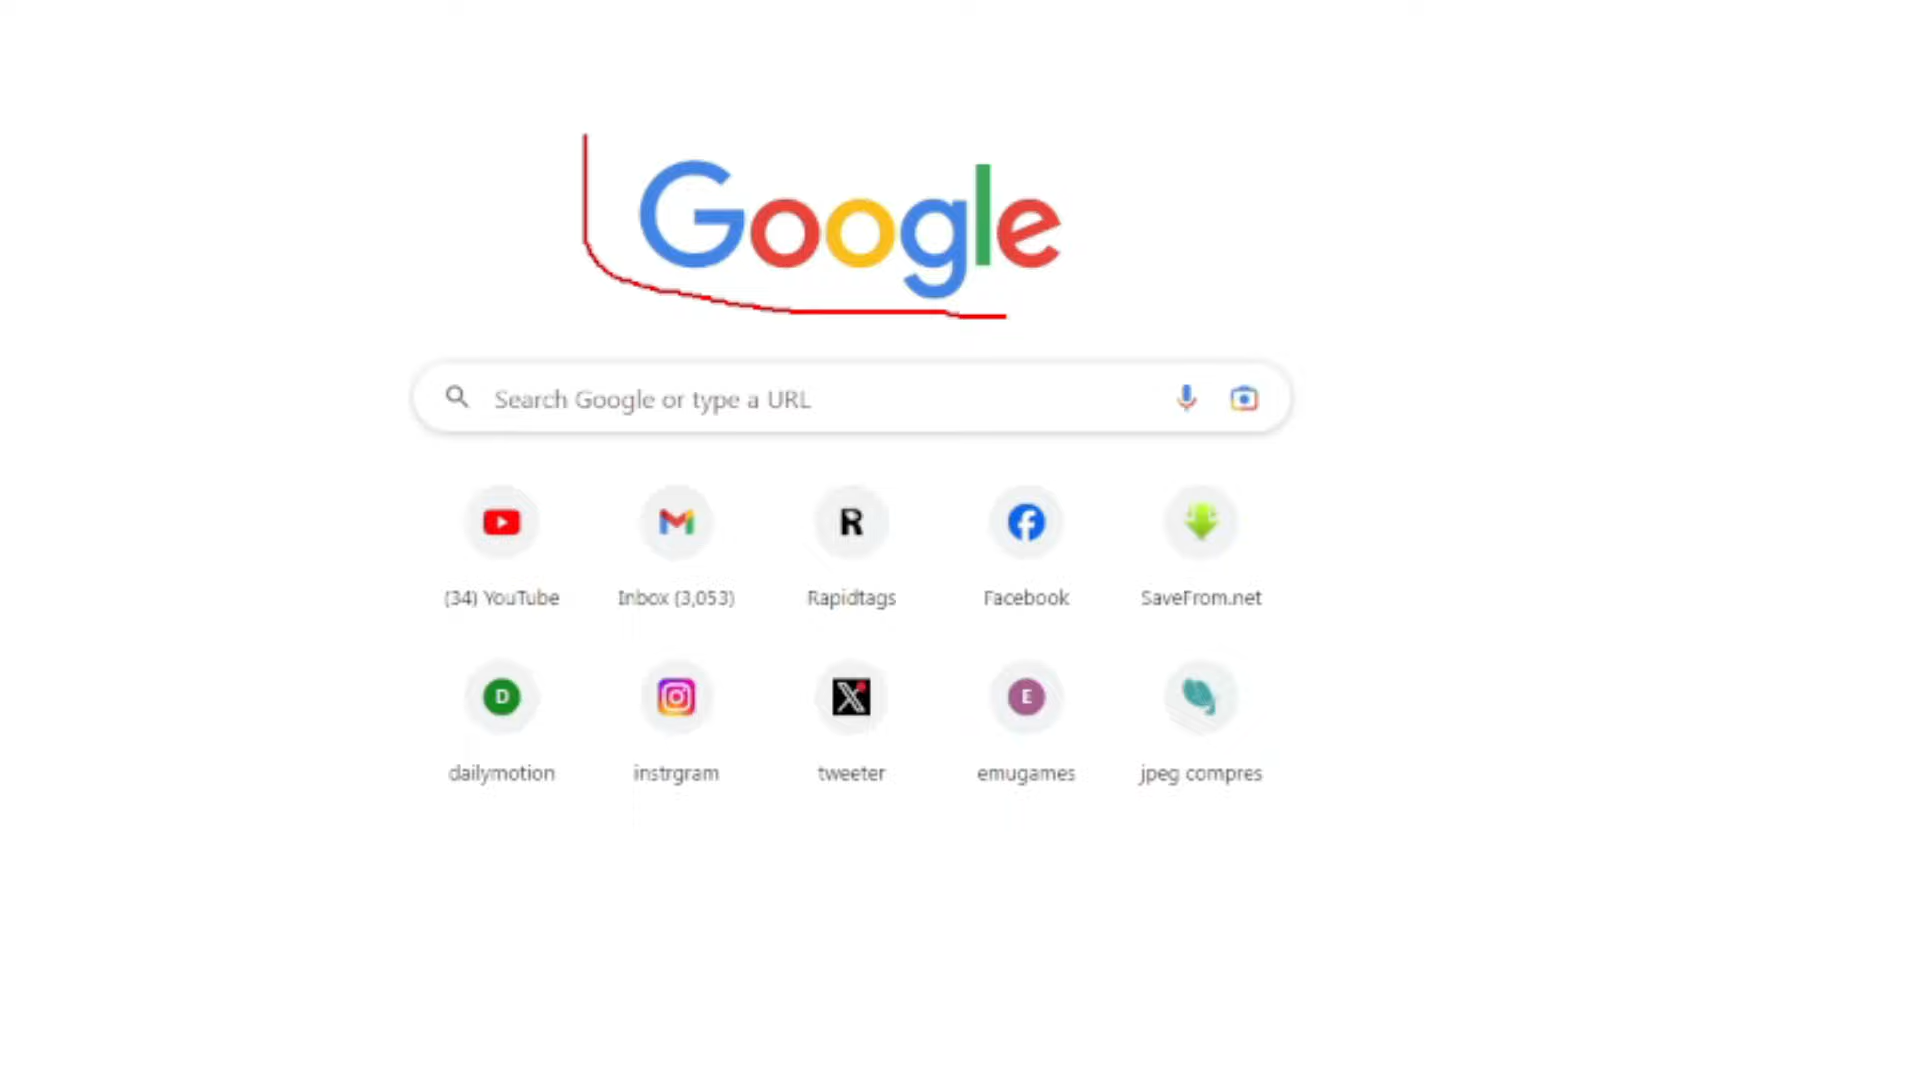 Google
Search Google or type a URL
(34) YouTube
Inbox (3,053)
R
Rapidtags
Facebook
SaveFrom.net
D
dailymotion
instrgram
X
tweeter
E
emugames
jpeg compres